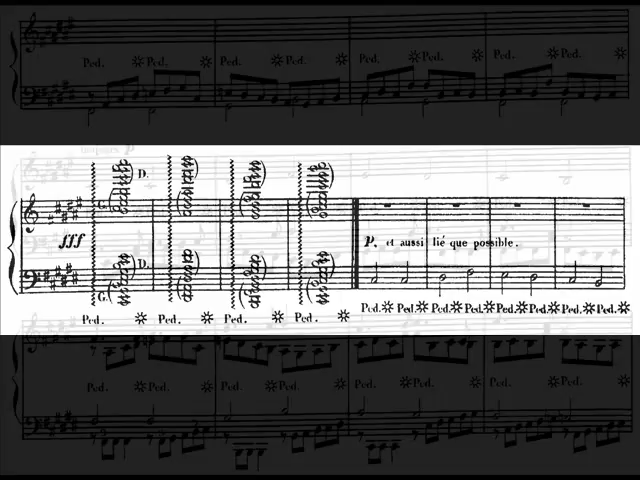 Ped. Ped. Ped. Ped. Ped. Ped. Ped. Ped.
toujours P
D.
G.
fff
P. et aussi lié que possible.
D.
G.
Ped. Ped. Ped. Ped. Ped. Ped. Ped. Ped. Ped. Ped. Ped. Ped.
Ped. Ped. Ped. Ped. Ped. Ped. Ped. Ped.